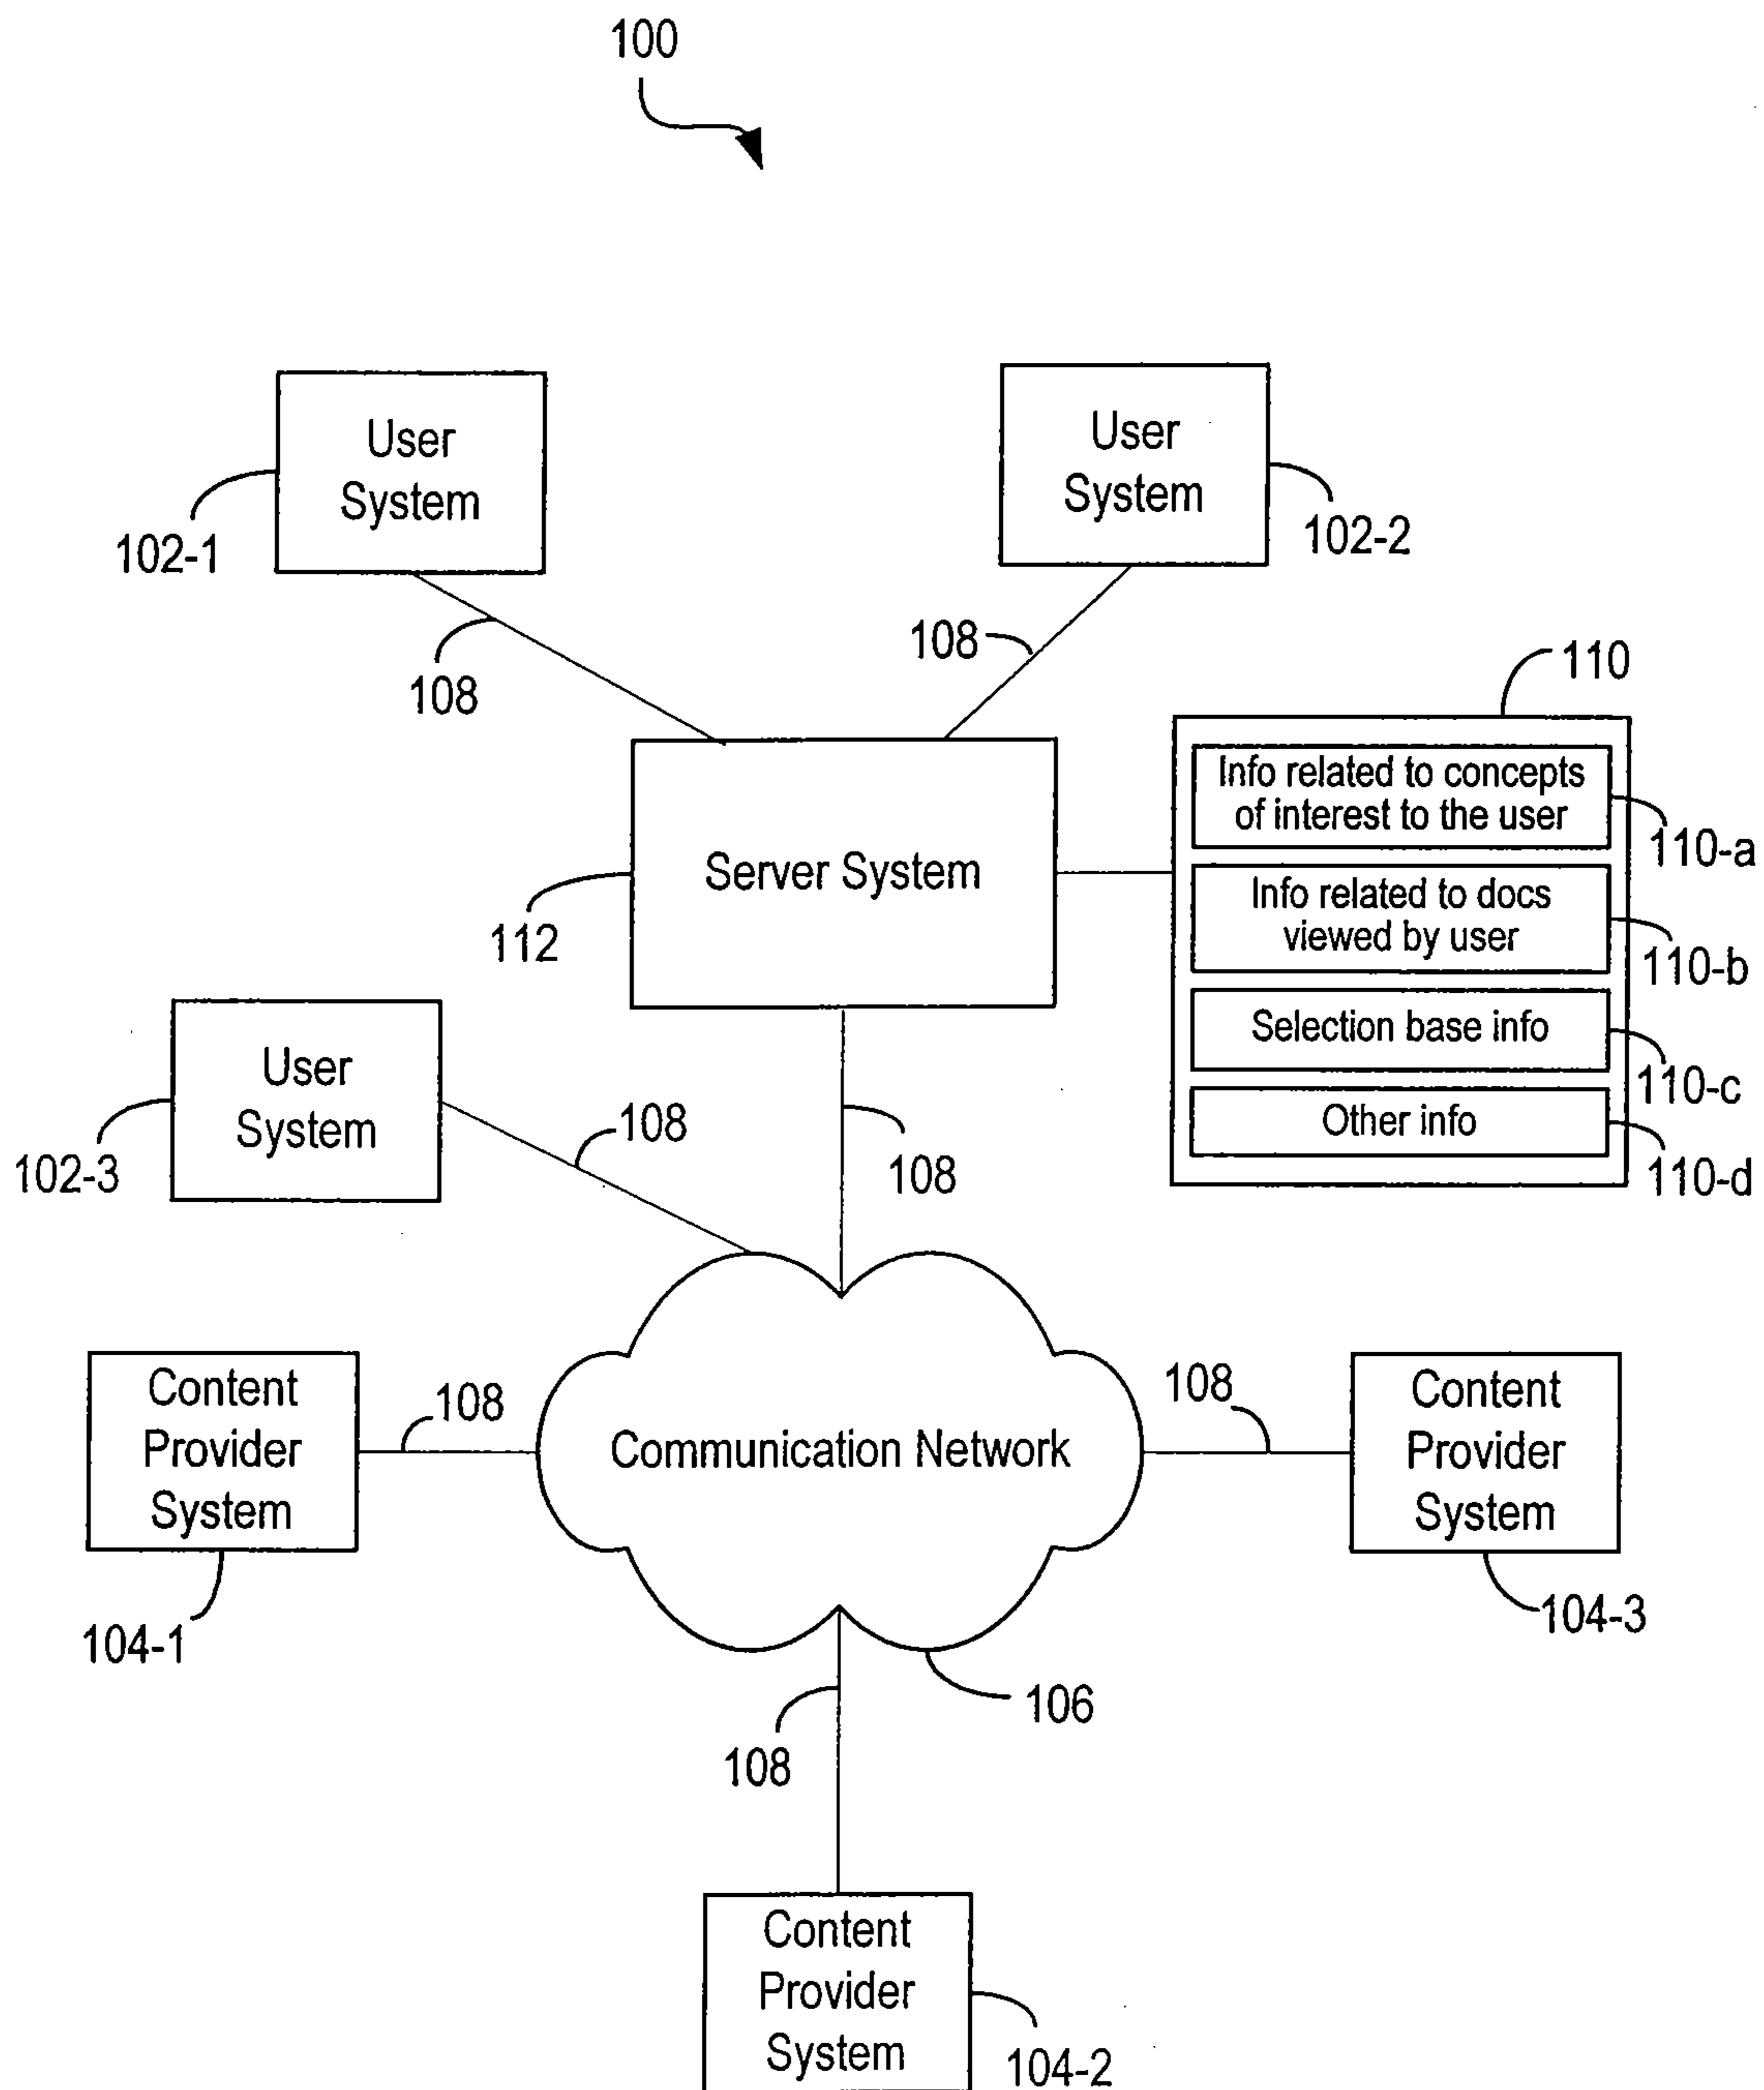 100
User
System
102-1
User
System
102-2
108
108
110
Info related to concepts
of interest to the user
110-a
Server System
112
Info related to docs
viewed by user
110-b
Selection base info
110-c
Other info
110-d
User
System
102-3
108
108
Content
Provider
System
104-1
108
Communication Network
108
Content
Provider
System
104-3
106
108
Content
Provider
System
104-2